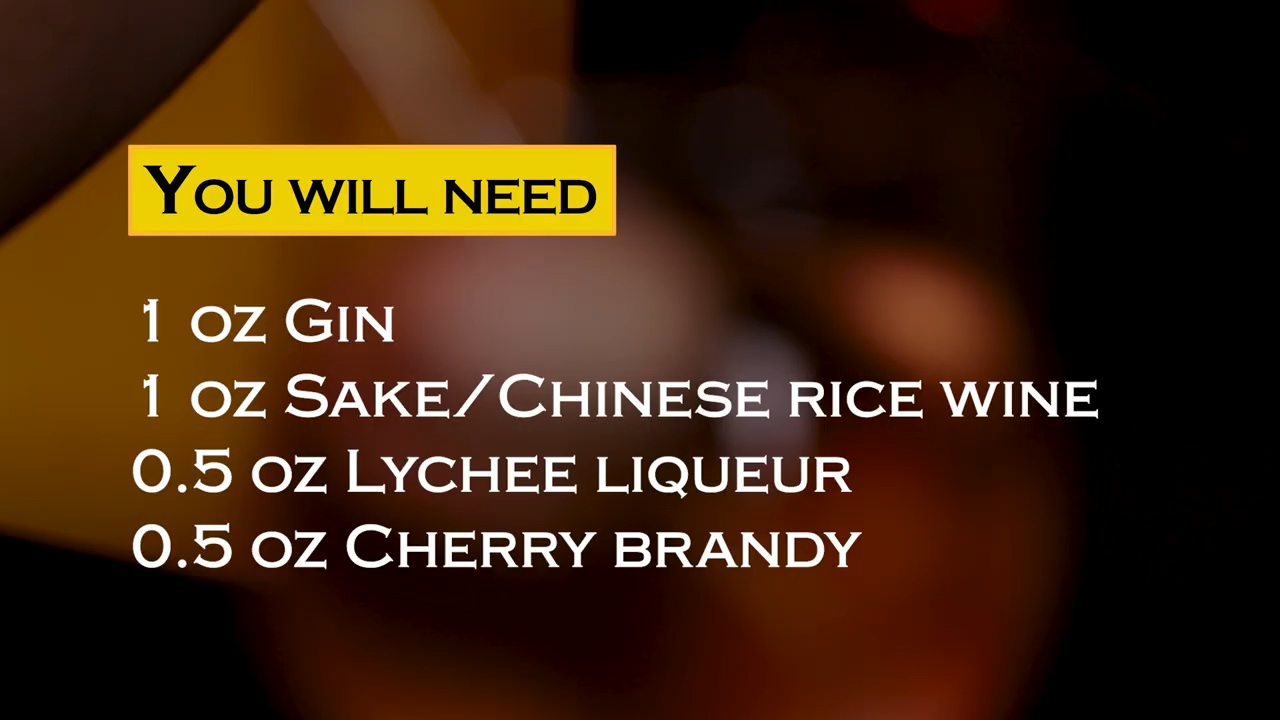 You will need
1 oz Gin
1 oz Sake/Chinese rice wine
0.5 oz Lychee liqueur
0.5 oz Cherry brandy